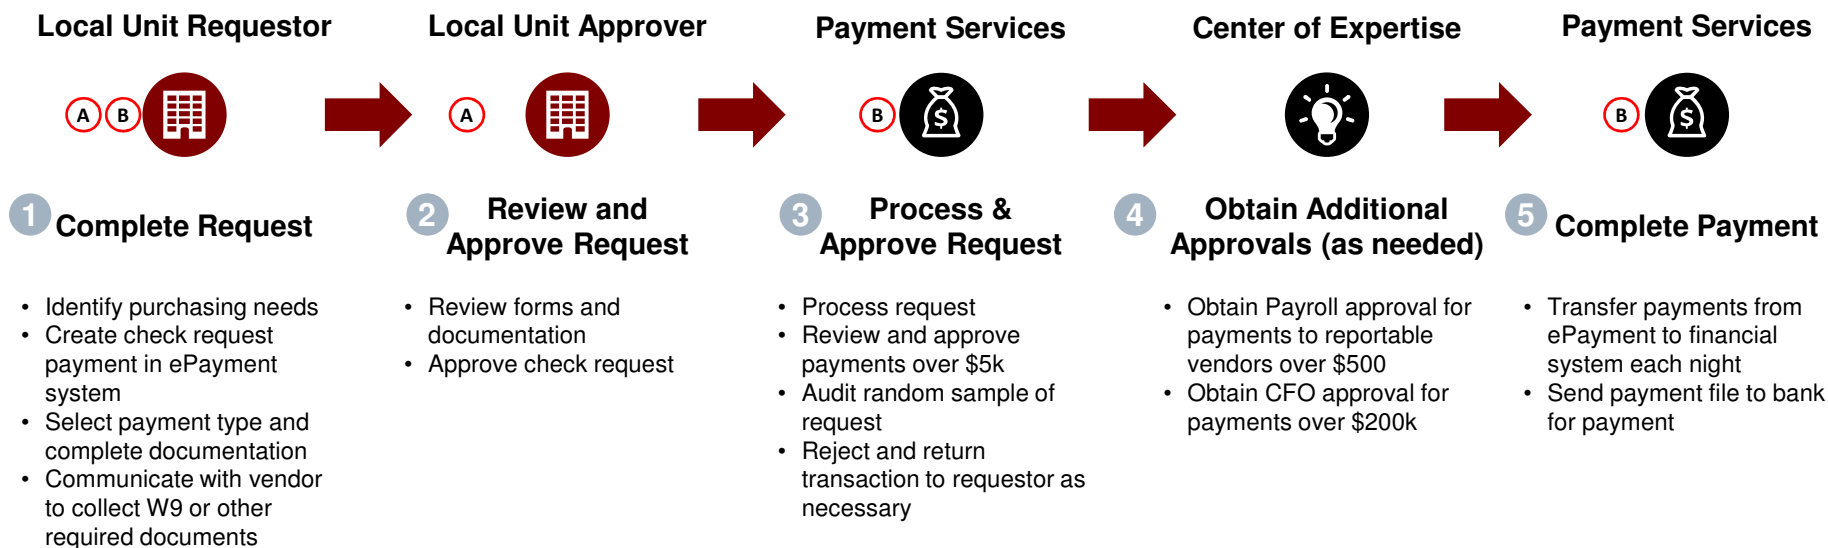 Local Unit Requestor
A B
1 Complete Request
• Identify purchasing needs
• Create check request
payment in ePayment
system
• Select payment type and
complete documentation
• Communicate with vendor
to collect W9 or other
required documents
Local Unit Approver
A
2 Review and
Approve Request
• Review forms and
documentation
• Approve check request
Payment Services
B
$
3 Process &
Approve Request
• Process request
• Review and approve
payments over $5k
• Audit random sample of
request
• Reject and return
transaction to requestor as
necessary
Center of Expertise
4 Obtain Additional
Approvals (as needed)
• Obtain Payroll approval for
payments to reportable
vendors over $500
• Obtain CFO approval for
payments over $200k
Payment Services
B
$
5 Complete Payment
• Transfer payments from
ePayment to financial
system each night
• Send payment file to bank
for payment